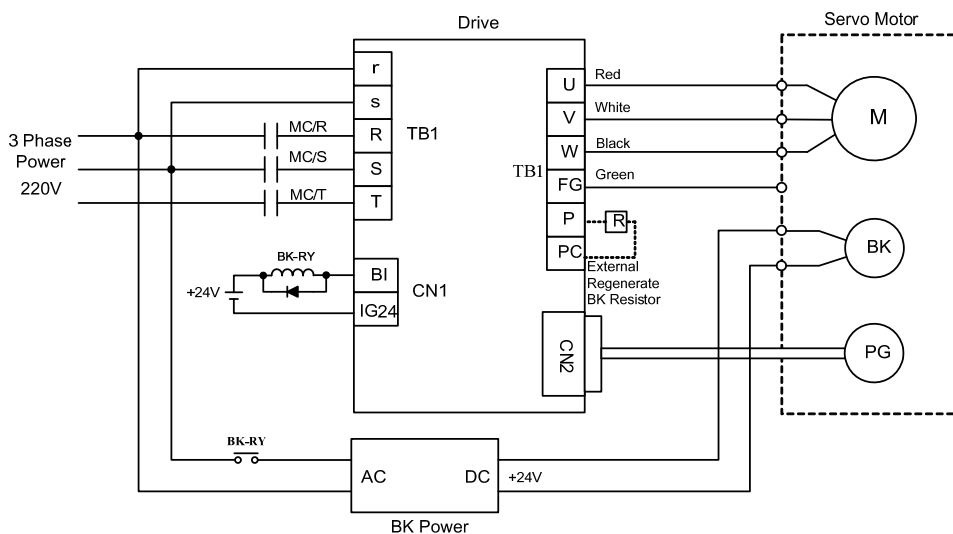 Drive
Servo Motor
r
s
R
S
T
TB1
MC/R
MC/S
MC/T
3 Phase
Power
220V
U
V
W
FG
P
PC
TB1
Red
White
Black
Green
R
External
Regenerate
BK Resistor
M
BK
PG
BK-RY
+24V
BI
IG24
CN1
CN2
BK-RY
AC
DC
+24V
BK Power